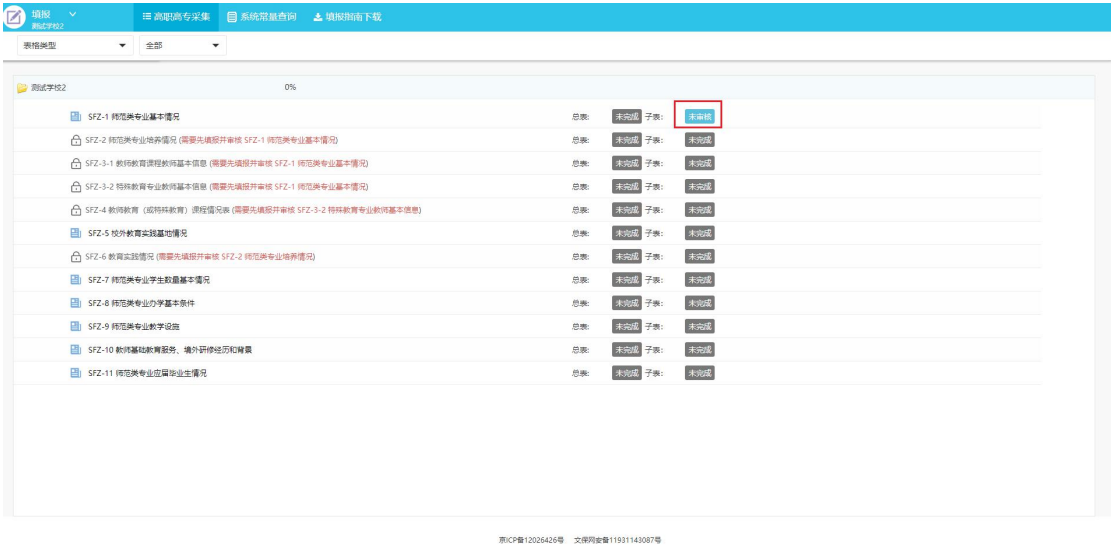 填报 高职高专采集 系统常量查询 填报指南下载
测试学校2
表格类型 全部
测试学校2 0%
SFZ-1 师范类专业基本情况 总表: 未完成 子表: 未审核
SFZ-2 师范类专业培养情况 (需要先填报并审核 SFZ-1 师范类专业基本情况) 总表: 未完成 子表: 未完成
SFZ-3-1 教师教育课程教师基本信息 (需要先填报并审核 SFZ-1 师范类专业基本情况) 总表: 未完成 子表: 未完成
SFZ-3-2 特殊教育专业教师基本信息 (需要先填报并审核 SFZ-1 师范类专业基本情况) 总表: 未完成 子表: 未完成
SFZ-4 教师教育（或特殊教育）课程情况表 (需要先填报并审核 SFZ-3-2 特殊教育专业教师基本信息) 总表: 未完成 子表: 未完成
SFZ-5 校外教育实践基地情况 总表: 未完成 子表: 未完成
SFZ-6 教育实践情况 (需要先填报并审核 SFZ-2 师范类专业培养情况) 总表: 未完成 子表: 未完成
SFZ-7 师范类专业学生数量基本情况 总表: 未完成 子表: 未完成
SFZ-8 师范类专业办学基本条件 总表: 未完成 子表: 未完成
SFZ-9 师范类专业教学设施 总表: 未完成 子表: 未完成
SFZ-10 教师基础教育服务、境外研修经历和背景 总表: 未完成 子表: 未完成
SFZ-11 师范类专业应届毕业生情况 总表: 未完成 子表: 未完成
京ICP备12026426号 文保网安备11931143087号